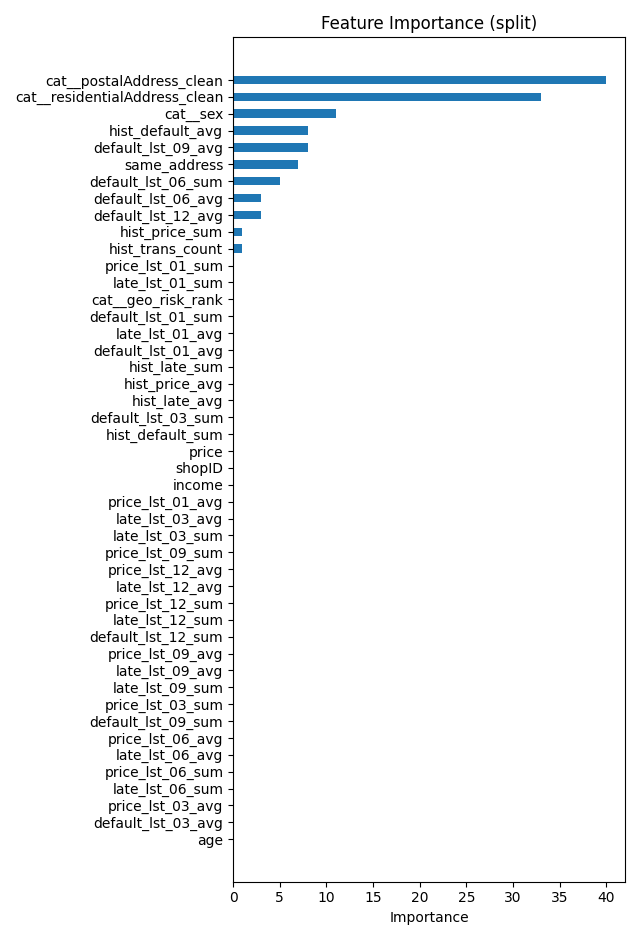 Feature Importance (split)
cat__postalAddress_clean
cat__residentialAddress_clean
cat__sex
hist_default_avg
default_lst_09_avg
same_address
default_lst_06_sum
default_lst_06_avg
default_lst_12_avg
hist_price_sum
hist_trans_count
price_lst_01_sum
late_lst_01_sum
cat__geo_risk_rank
default_lst_01_sum
late_lst_01_avg
default_lst_01_avg
hist_late_sum
hist_price_avg
hist_late_avg
default_lst_03_sum
hist_default_sum
price
shopID
income
price_lst_01_avg
late_lst_03_avg
late_lst_03_sum
price_lst_09_sum
price_lst_12_avg
late_lst_12_avg
price_lst_12_sum
late_lst_12_sum
default_lst_12_sum
price_lst_09_avg
late_lst_09_avg
late_lst_09_sum
price_lst_03_sum
default_lst_09_sum
price_lst_06_avg
late_lst_06_avg
price_lst_06_sum
late_lst_06_sum
price_lst_03_avg
default_lst_03_avg
age
0 5 10 15 20 25 30 35 40
Importance